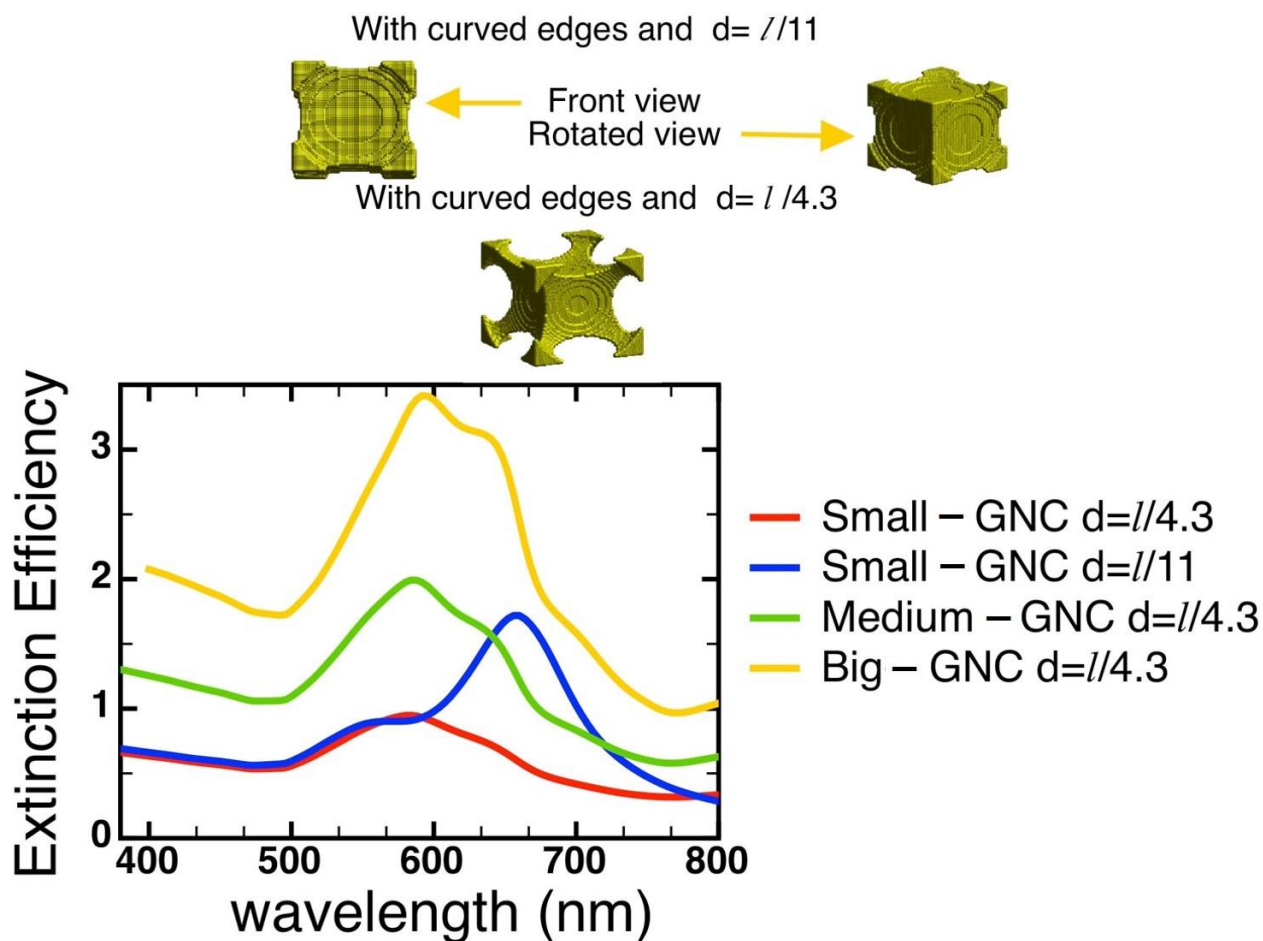 With curved edges and d= l/11
Front view
Rotated view
With curved edges and d= l /4.3
Extinction Efficiency
3
2
1
0
400 500 600 700 800
wavelength (nm)
Small – GNC d=l/4.3
Small – GNC d=l/11
Medium – GNC d=l/4.3
Big – GNC d=l/4.3